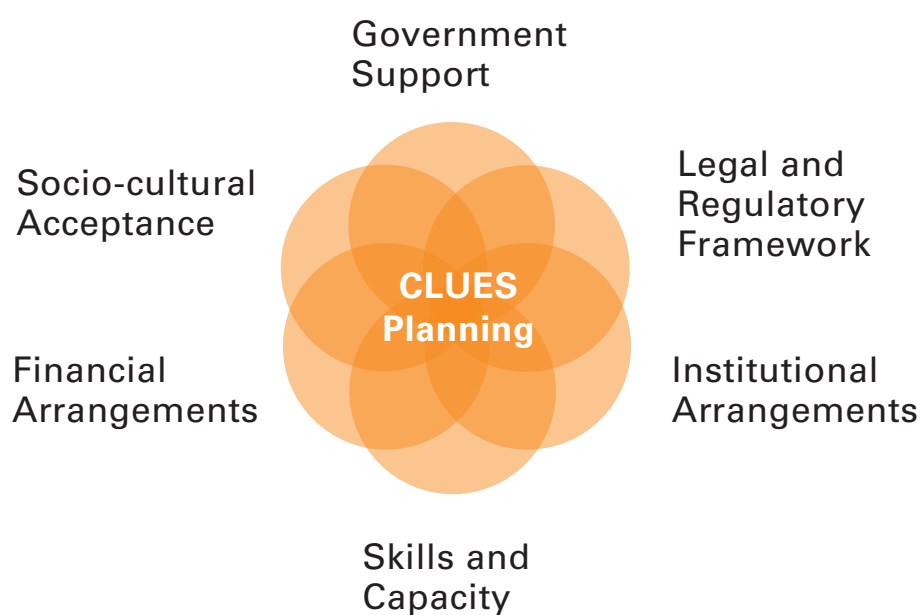 Government
Support
Legal and
Regulatory
Framework
Socio-cultural
Acceptance
CLUES
Planning
Financial
Arrangements
Institutional
Arrangements
Skills and
Capacity